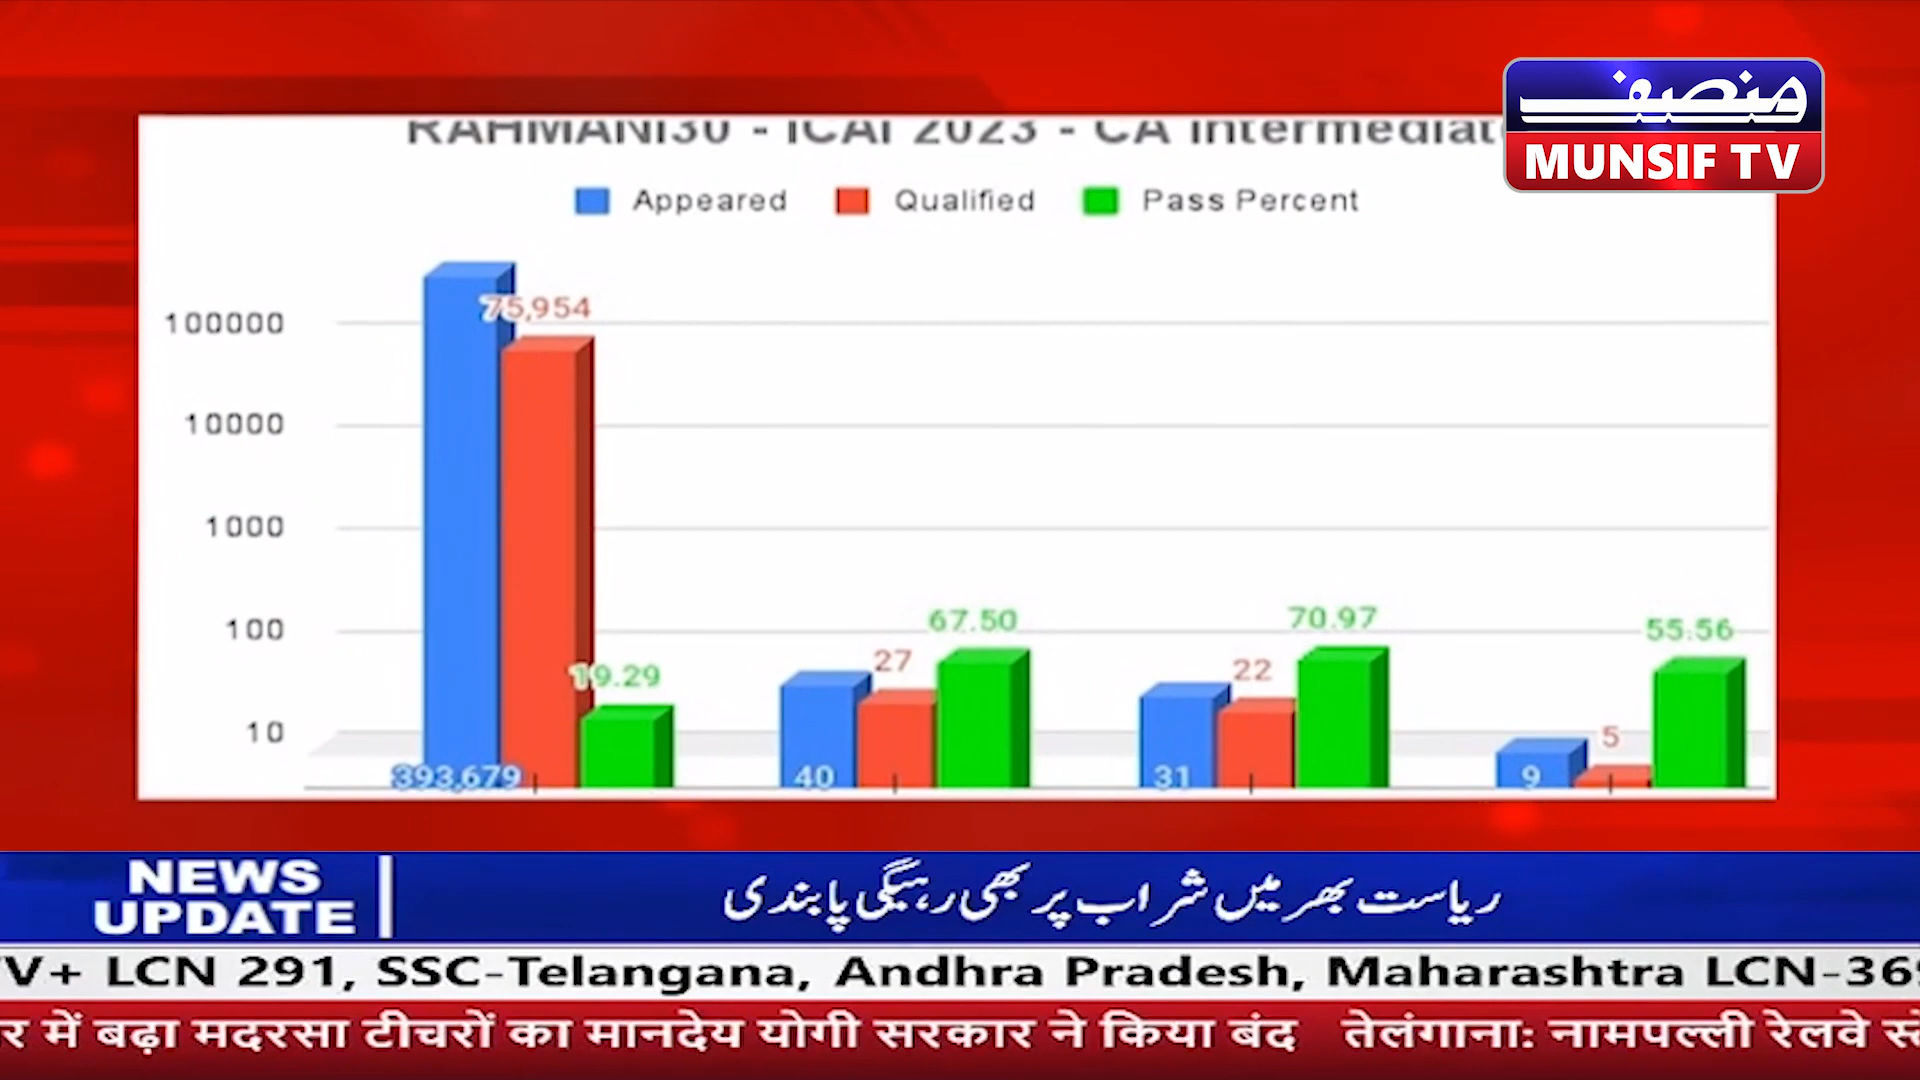 منصف
MUNSIF TV
RAHMANI30 - ICAI 2023 - CA Intermediat
Appeared Qualified Pass Percent
100000
10000
1000
100
10
393,679 75,954 19.29
40 27 67.50
31 22 70.97
9 5 55.56
NEWS
UPDATE
ریاست بھر میں شراب پر بھی رہیگی پابندی
V+ LCN 291, SSC-Telangana, Andhra Pradesh, Maharashtra LCN-369
र में बढ़ा मदरसा टीचरों का मानदेय योगी सरकार ने किया बंद तेलंगाना: नामपल्ली रेलवे स्टे